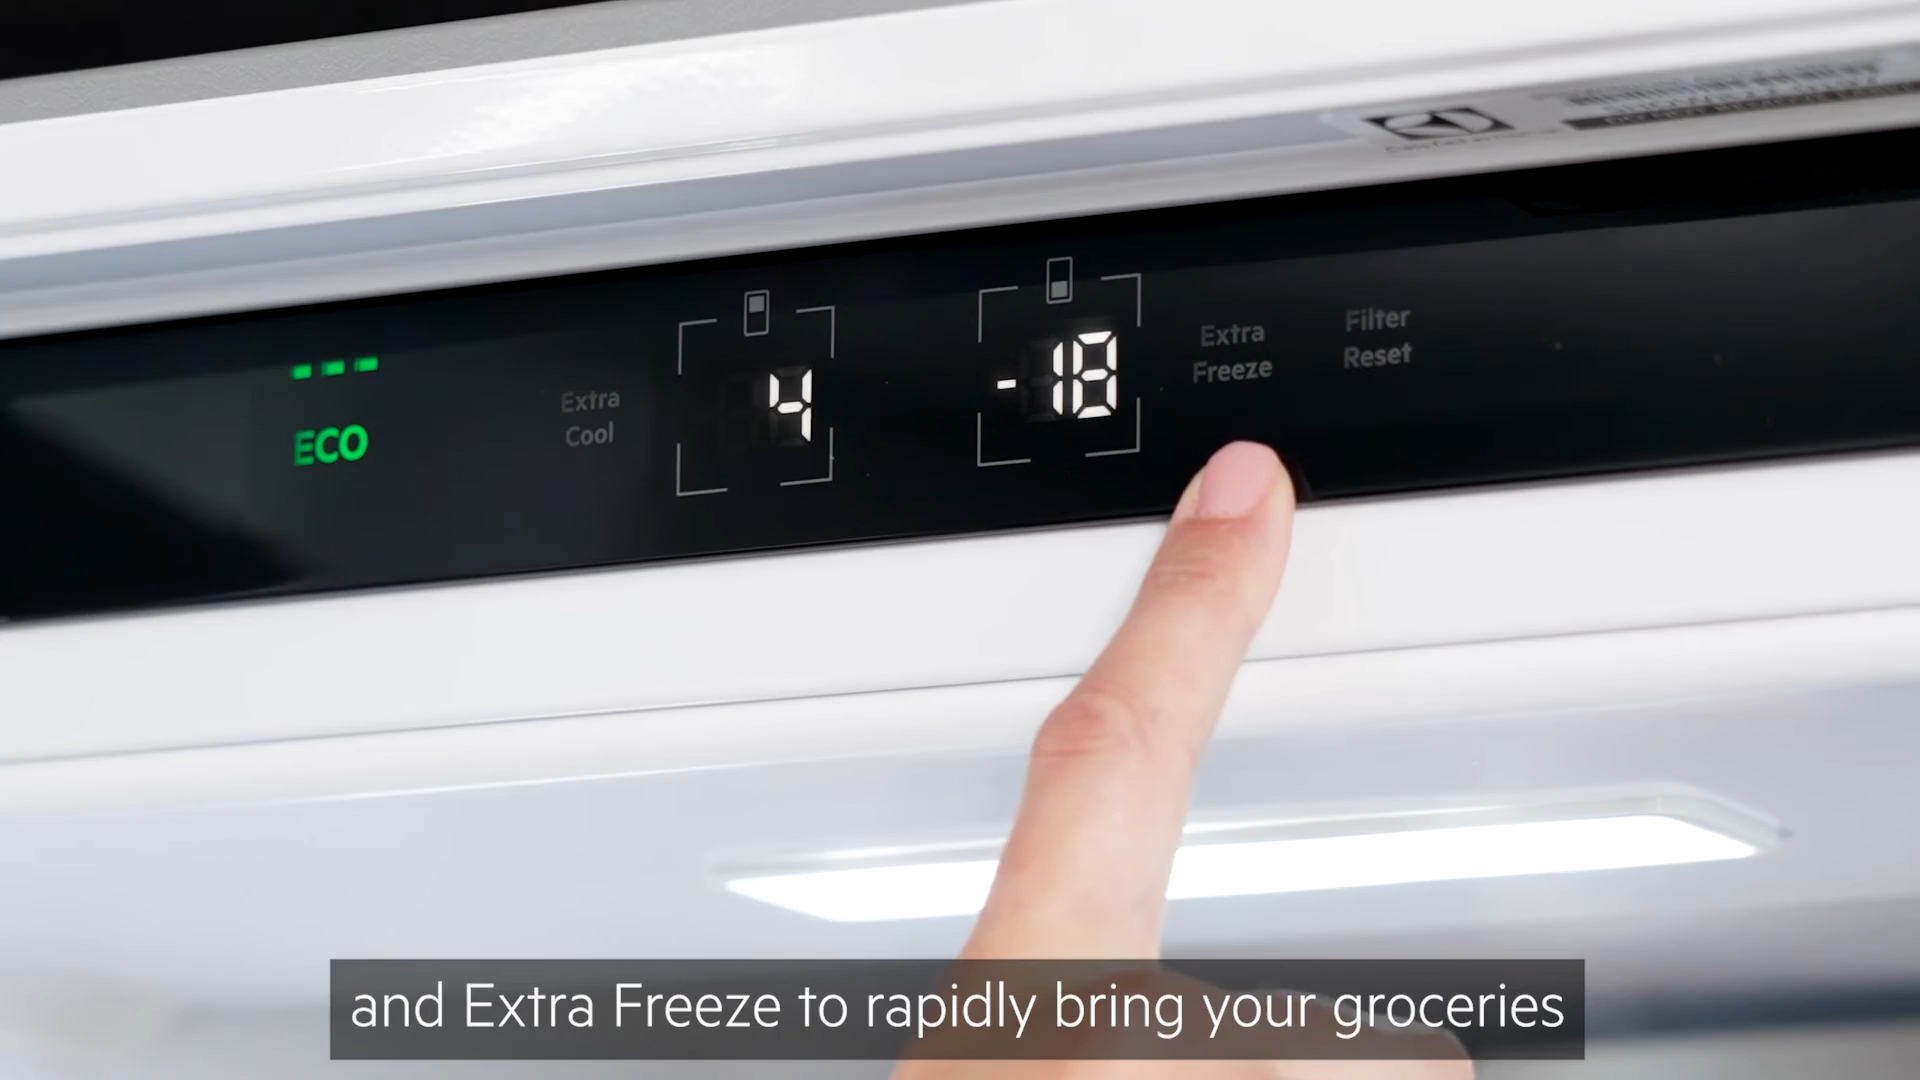 ECO
Extra
Cool
4
-18
Extra
Freeze
Filter
Reset
and Extra Freeze to rapidly bring your groceries